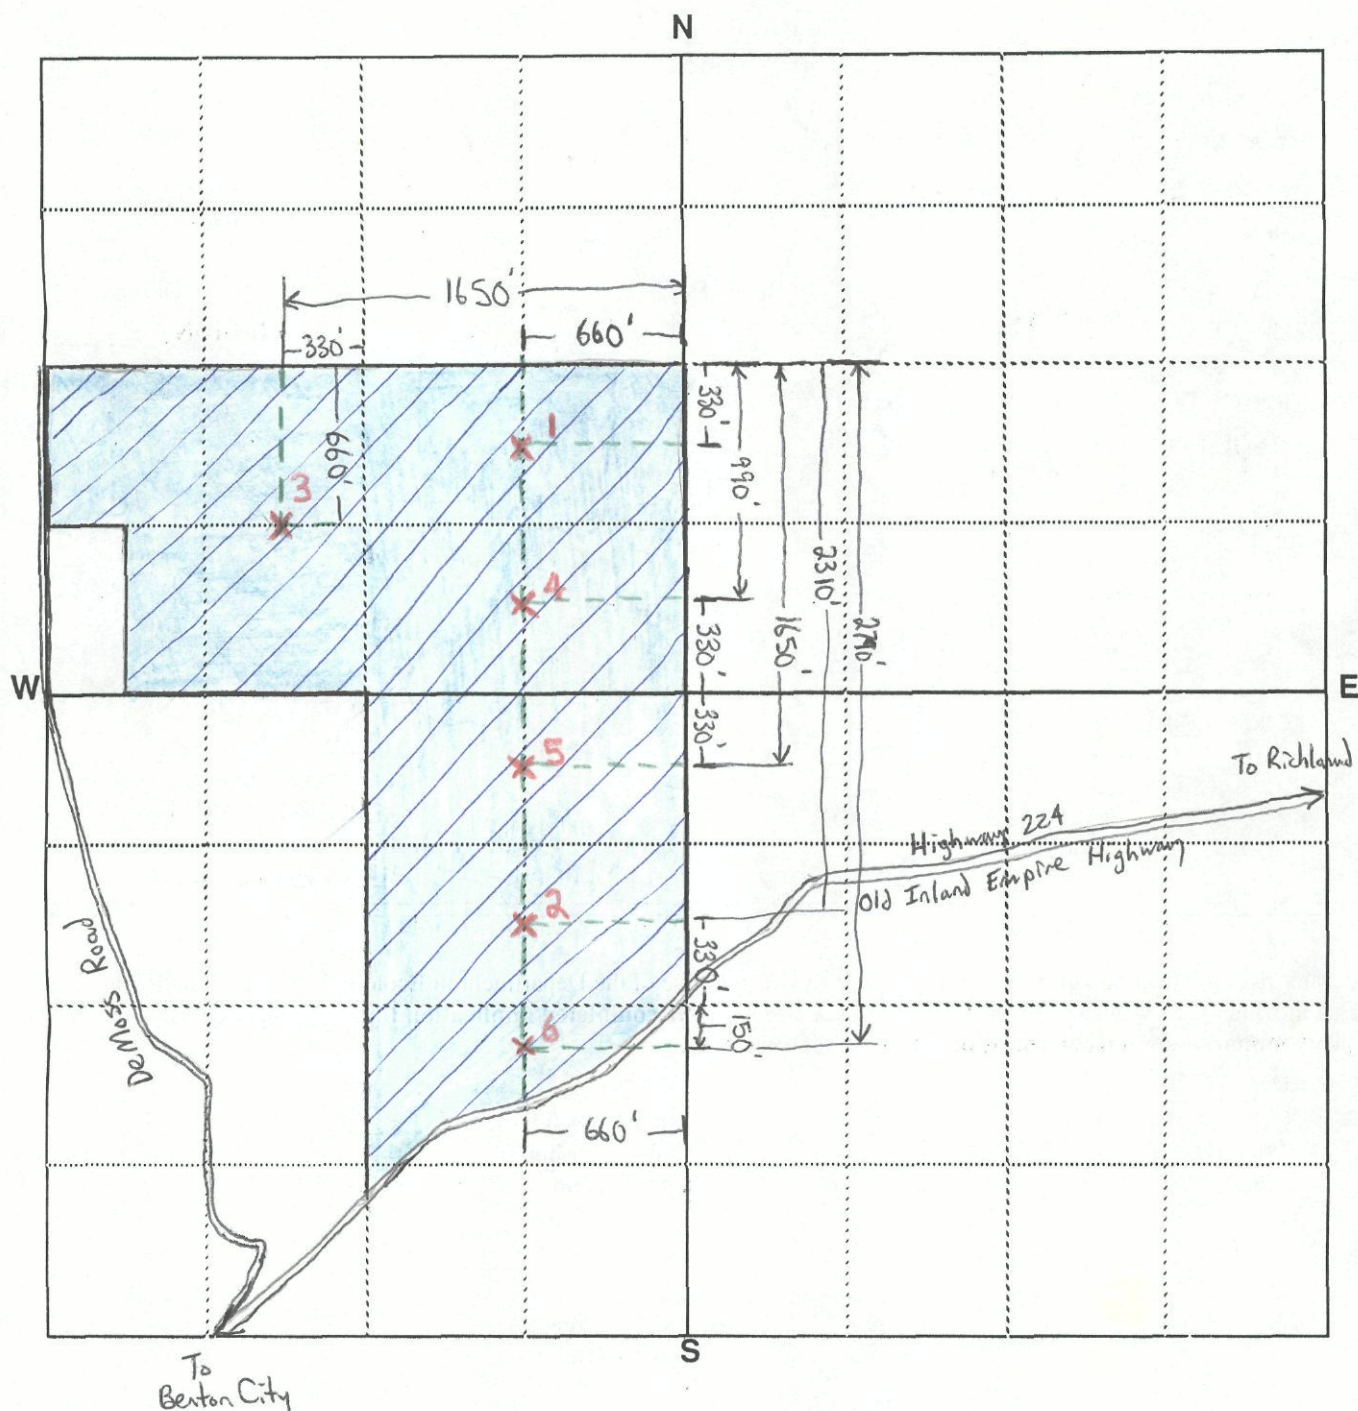 N
1650'
660'
330'
330'
1
660'
990'
3
2310'
4
1650'
2790'
330'
W
E
330'
5
To Richland
Highway 224
Old Inland Empire Highway
2
DeMoss Road
330'
6
150'
660'
S
To
Benton City